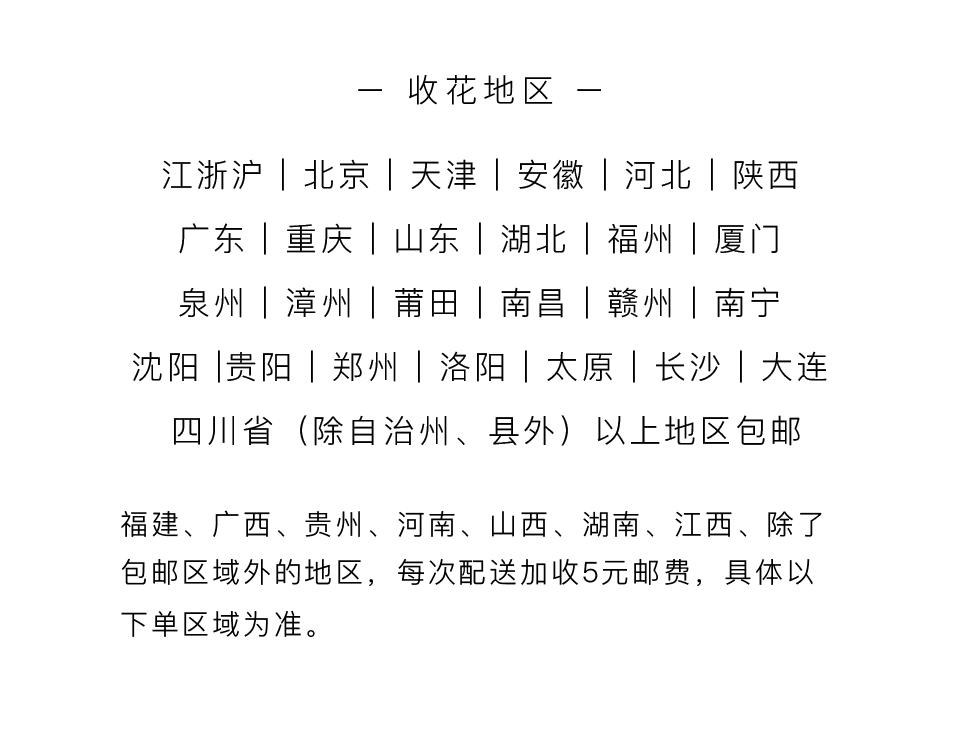 — 收花地区 —
江浙沪｜北京｜天津｜安徽｜河北｜陕西
广东｜重庆｜山东｜湖北｜福州｜厦门
泉州｜漳州｜莆田｜南昌｜赣州｜南宁
沈阳｜贵阳｜郑州｜洛阳｜太原｜长沙｜大连
四川省（除自治州、县外）以上地区包邮
福建、广西、贵州、河南、山西、湖南、江西、除了
包邮区域外的地区，每次配送加收5元邮费，具体以
下单区域为准。